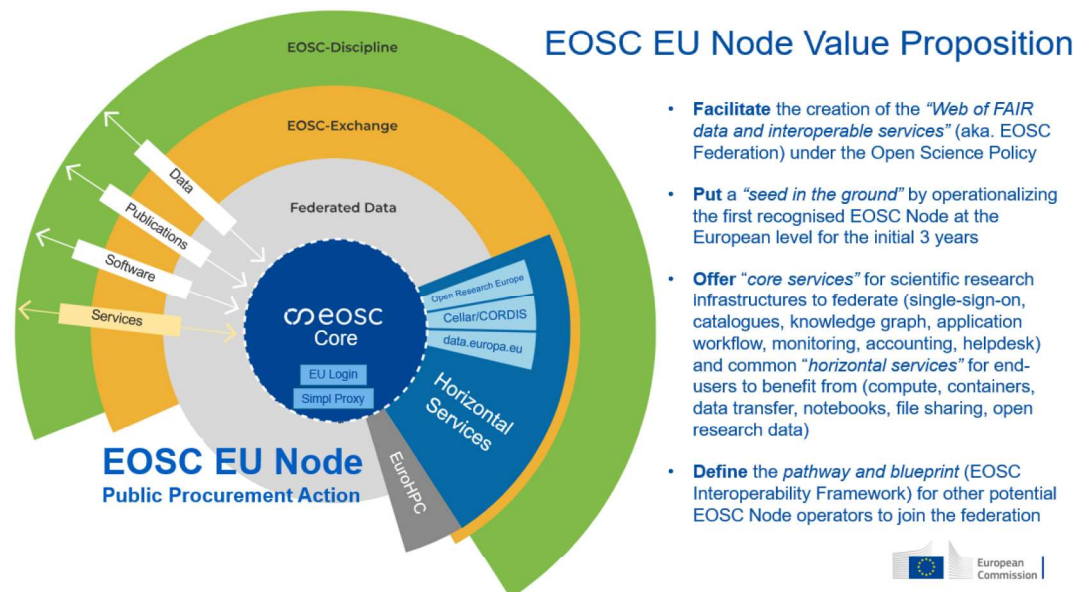 EOSC EU Node Value Proposition
EOSC-Discipline
EOSC-Exchange
Federated Data
Data
Publications
Software
Services
eosc
Core
EU Login
Simpl Proxy
Open Research Europe
Cellar/CORDIS
data.europa.eu
Horizontal
Services
EuroHPC
EOSC EU Node
Public Procurement Action
• Facilitate the creation of the “Web of FAIR
data and interoperable services” (aka. EOSC
Federation) under the Open Science Policy
• Put a “seed in the ground” by operationalizing
the first recognised EOSC Node at the
European level for the initial 3 years
• Offer “core services” for scientific research
infrastructures to federate (single-sign-on,
catalogues, knowledge graph, application
workflow, monitoring, accounting, helpdesk)
and common “horizontal services” for end-
users to benefit from (compute, containers,
data transfer, notebooks, file sharing, open
research data)
• Define the pathway and blueprint (EOSC
Interoperability Framework) for other potential
EOSC Node operators to join the federation
European
Commission